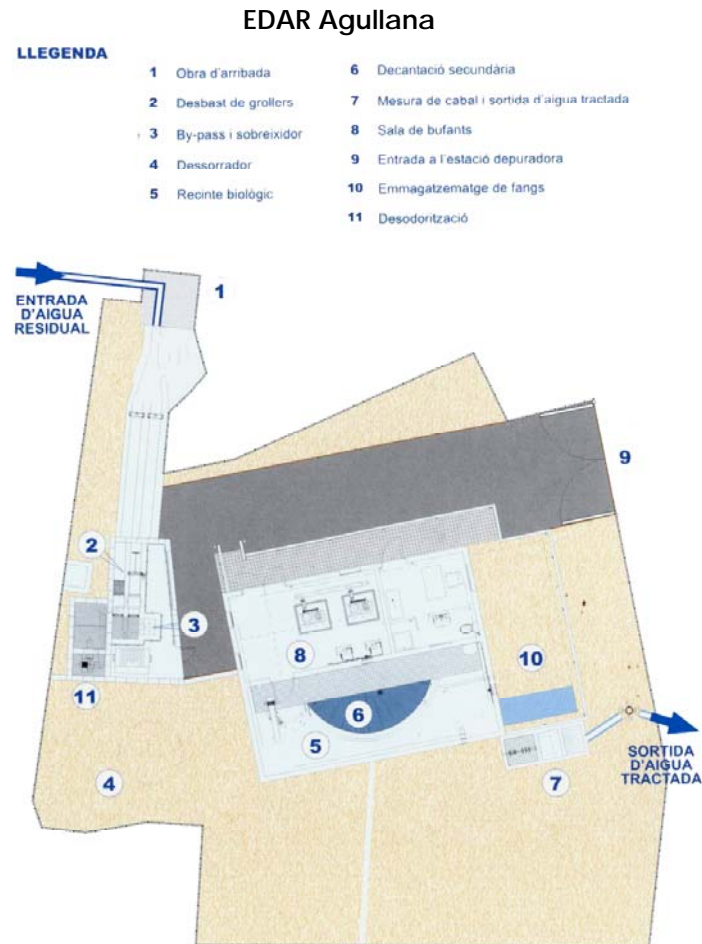 EDAR Agullana
LLEGENDA
1 Obra d'arribada
2 Desbast de grollers
3 By-pass i sobreixidor
4 Dessorrador
5 Recinte biològic
6 Decantació secundària
7 Mesura de cabal i sortida d'aigua tractada
8 Sala de bufants
9 Entrada a l'estació depuradora
10 Emmagatzematge de fangs
11 Desodorització
ENTRADA
D'AIGUA
RESIDUAL
1
9
2
3
8
10
11
6
5
4
7
SORTIDA
D'AIGUA
TRACTADA